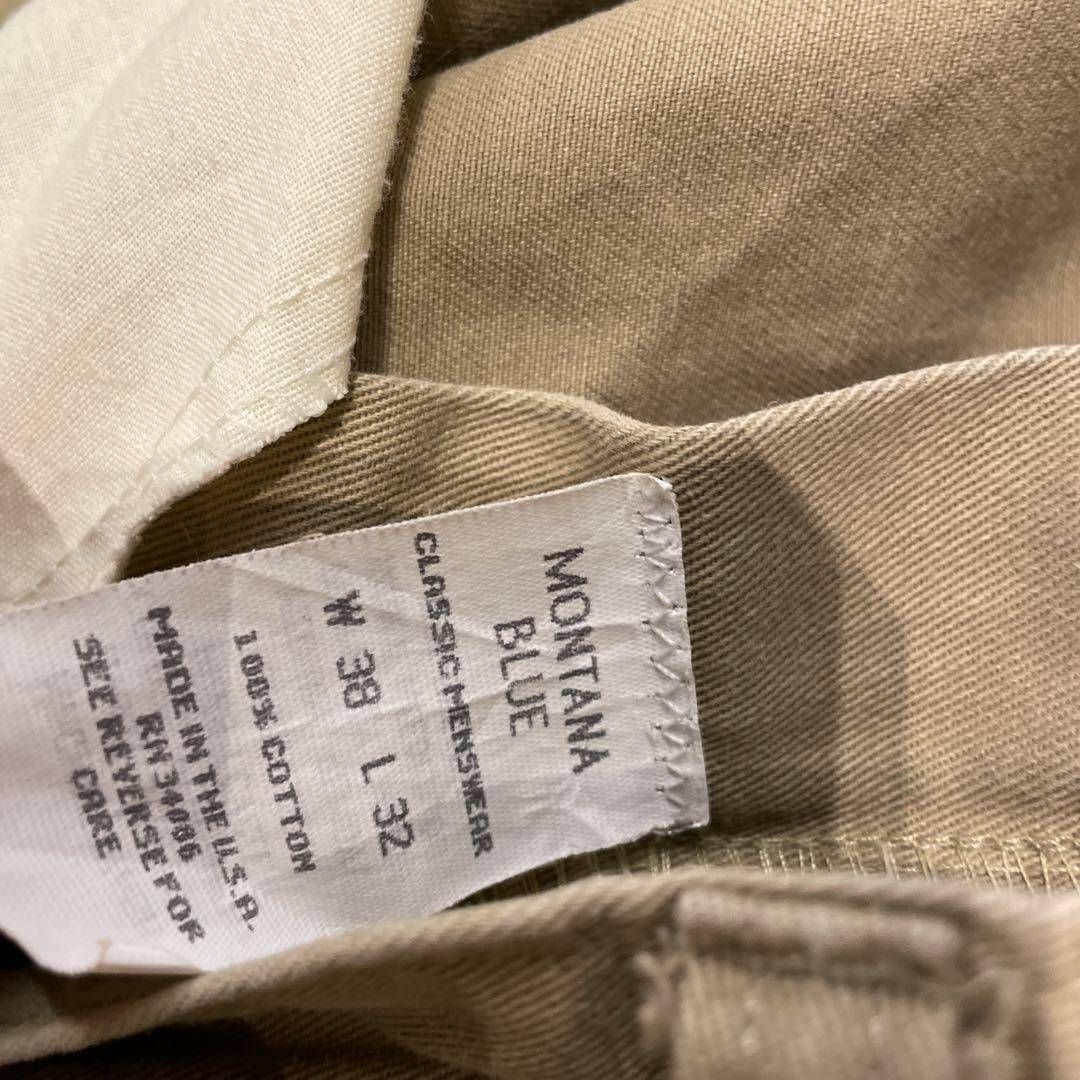 MONTANA
BLUE
CLASSIC MENSWEAR
W 38 L 32
100% COTTON
MADE IN THE U.S.A.
RN 34086
SEE REVERSE FOR
CARE